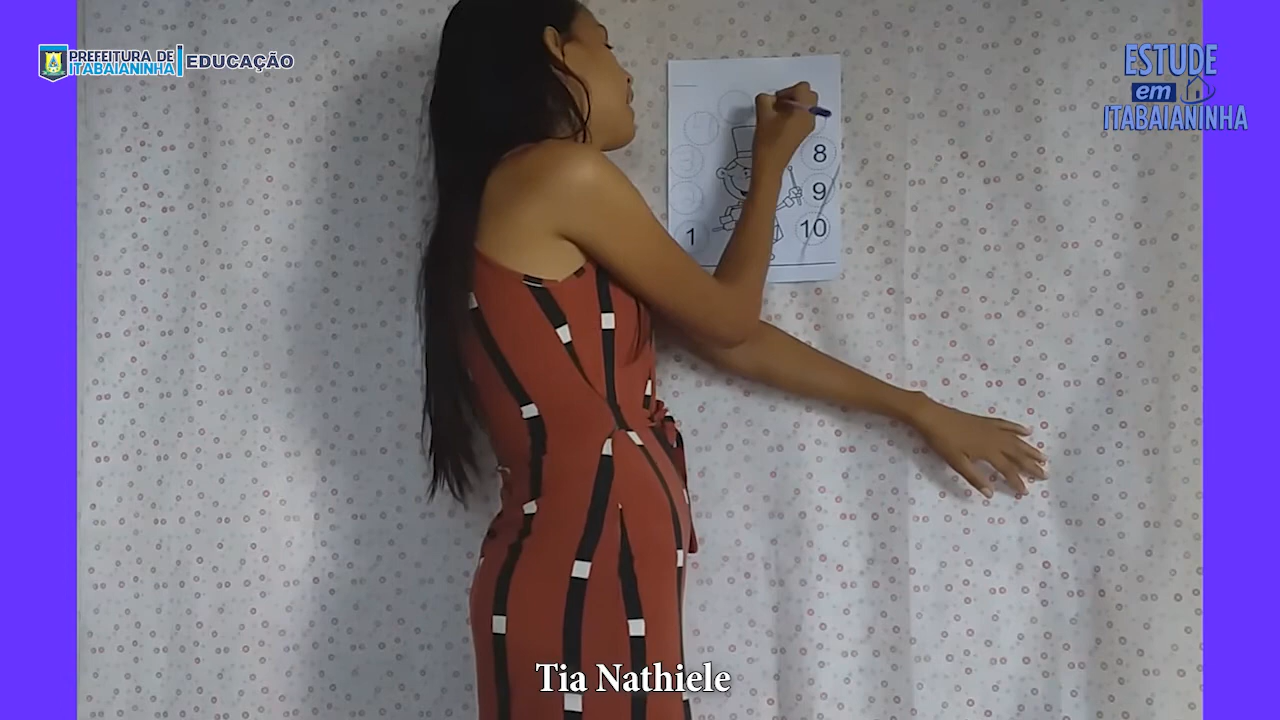 PREFEITURA DE
ITABAIANINHA
EDUCAÇÃO
ESTUDE
em
ITABAIANINHA
8
9
1
10
Tia Nathiele